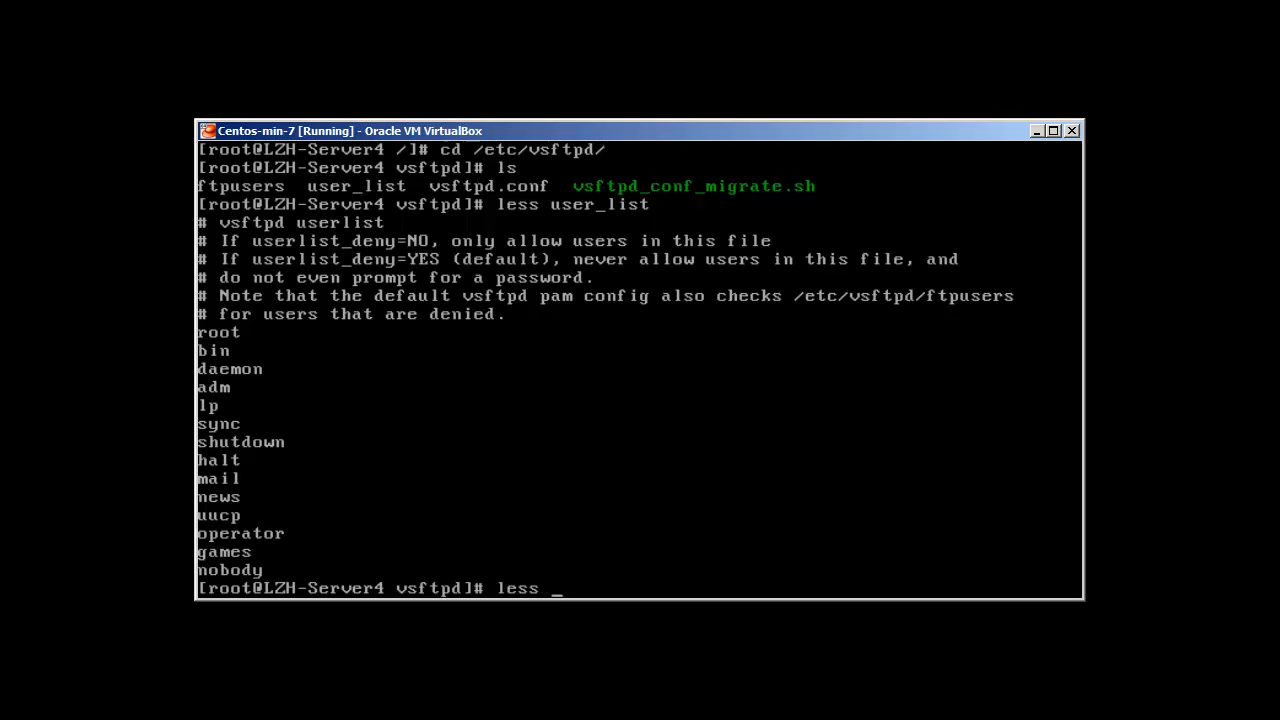 Centos-min-7 [Running] - Oracle VM VirtualBox
[root@LZH-Server4 /]# cd /etc/vsftpd/
[root@LZH-Server4 vsftpd]# ls
ftpusers  user_list  vsftpd.conf  vsftpd_conf_migrate.sh
[root@LZH-Server4 vsftpd]# less user_list
# vsftpd userlist
# If userlist_deny=NO, only allow users in this file
# If userlist_deny=YES (default), never allow users in this file, and
# do not even prompt for a password.
# Note that the default vsftpd pam config also checks /etc/vsftpd/ftpusers
# for users that are denied.
root
bin
daemon
adm
lp
sync
shutdown
halt
mail
news
uucp
operator
games
nobody
[root@LZH-Server4 vsftpd]# less _